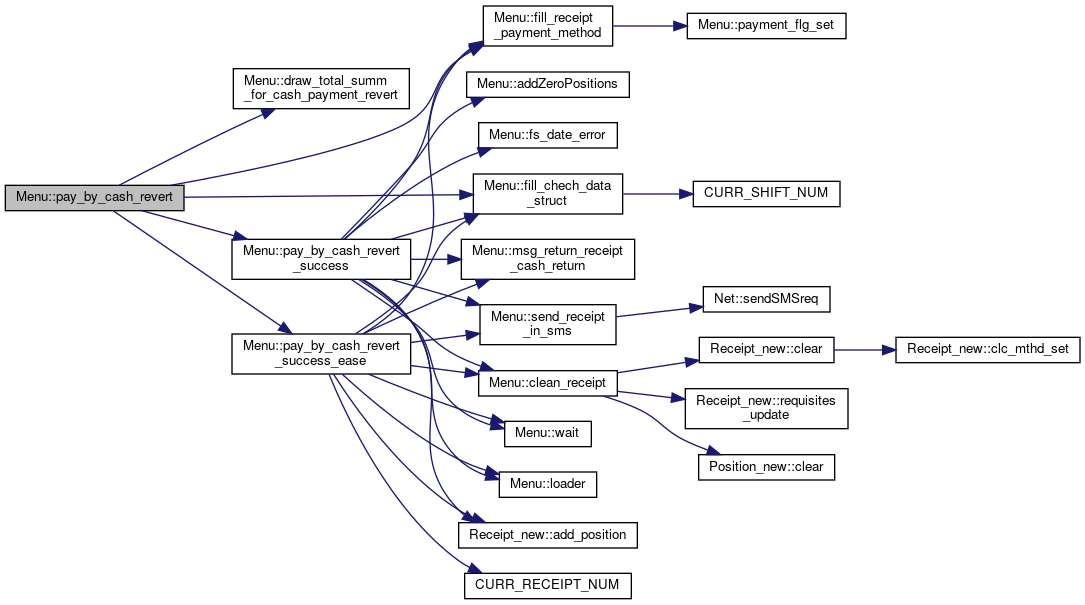 Menu::pay_by_cash_revert
Menu::draw_total_summ
_for_cash_payment_revert
Menu::pay_by_cash_revert
_success
Menu::pay_by_cash_revert
_success_ease
Menu::fill_receipt
_payment_method
Menu::addZeroPositions
Menu::fs_date_error
Menu::fill_chech_data
_struct
Menu::msg_return_receipt
_cash_return
Menu::send_receipt
_in_sms
Menu::clean_receipt
Menu::wait
Menu::loader
Receipt_new::add_position
CURR_RECEIPT_NUM
Menu::payment_flg_set
CURR_SHIFT_NUM
Net::sendSMSreq
Receipt_new::clear
Receipt_new::requisites
_update
Position_new::clear
Receipt_new::clc_mthd_set